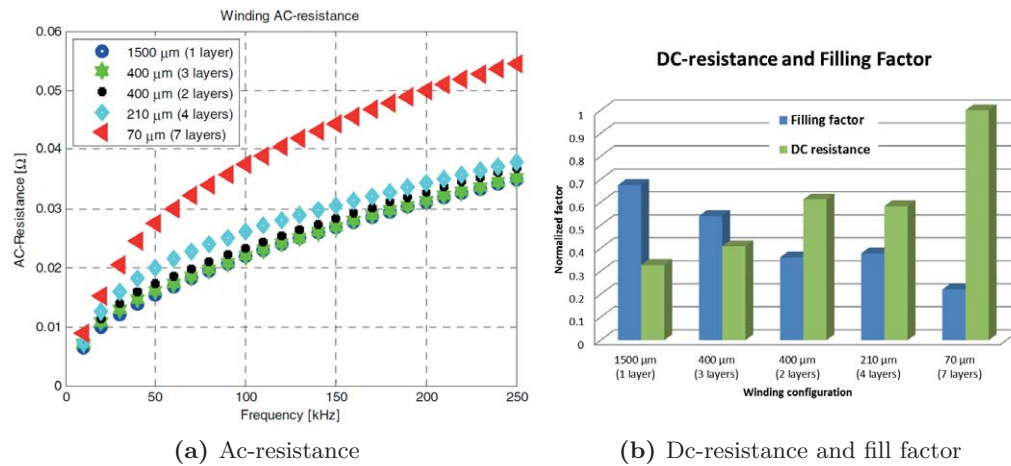 Winding AC-resistance
0.06
0.05
0.04
0.03
0.02
0.01
0
AC-Resistance [Ω]
1500 μm (1 layer)
400 μm (3 layers)
400 μm (2 layers)
210 μm (4 layers)
70 μm (7 layers)
0 50 100 150 200 250
Frequency [kHz]
(a) Ac-resistance
DC-resistance and Filling Factor
1
0.9
0.8
0.7
0.6
0.5
0.4
0.3
0.2
0.1
0
Normalized factor
Filling factor
DC resistance
1500 μm 400 μm 400 μm 210 μm 70 μm
(1 layer) (3 layers) (2 layers) (4 layers) (7 layers)
Winding configuration
(b) Dc-resistance and fill factor